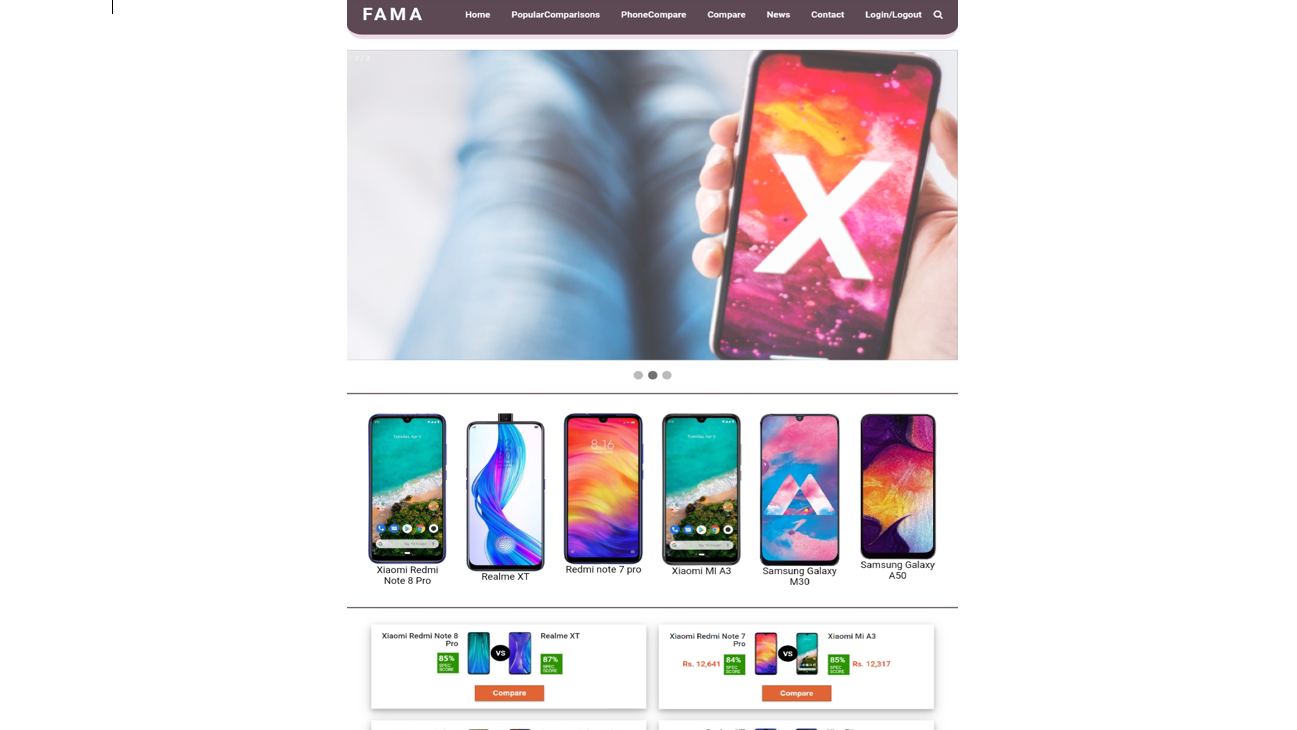 FAMA
Home PopularComparisons PhoneCompare Compare News Contact Login/Logout
2 / 3
X
8:16
Xiaomi Redmi
Note 8 Pro
Realme XT
Redmi note 7 pro
Xiaomi MI A3
Samsung Galaxy
M30
Samsung Galaxy
A50
Xiaomi Redmi Note 8
Pro
85%
SPEC
SCORE
VS
Realme XT
87%
SPEC
SCORE
Compare
Xiaomi Redmi Note 7
Pro
Rs. 12,641 84%
SPEC
SCORE
VS
Xiaomi Mi A3
85% Rs. 12,317
SPEC
SCORE
Compare